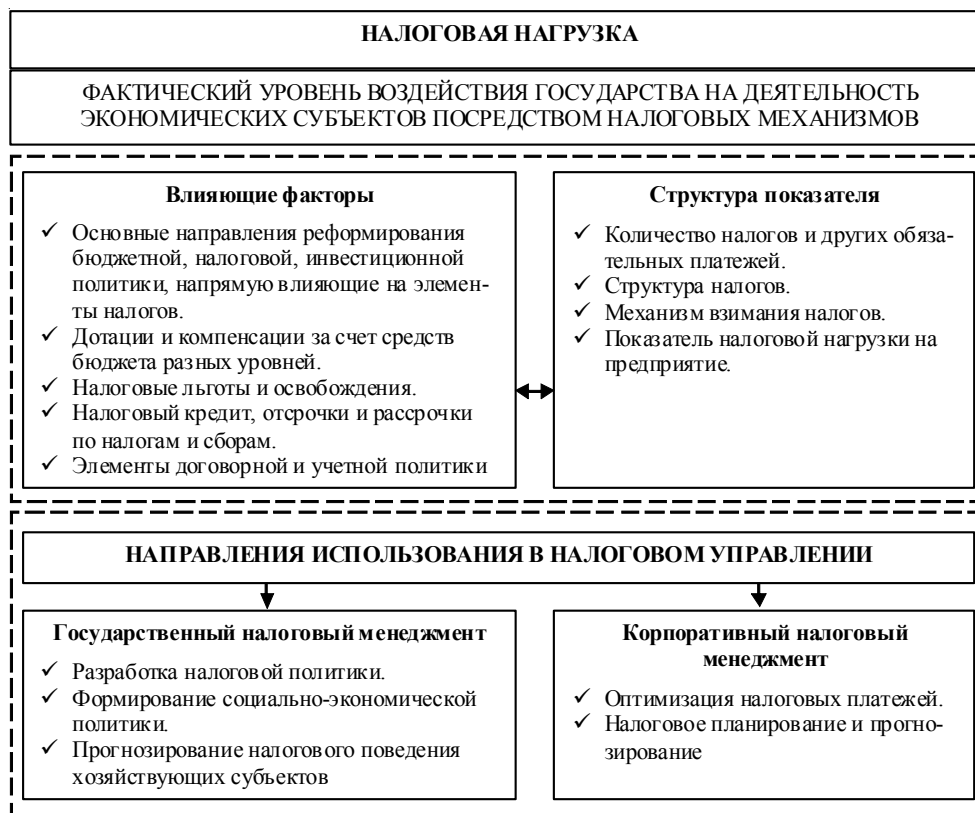 НАЛОГОВАЯ НАГРУЗКА
ФАКТИЧЕСКИЙ УРОВЕНЬ ВОЗДЕЙСТВИЯ ГОСУДАРСТВА НА ДЕЯТЕЛЬНОСТЬ
ЭКОНОМИЧЕСКИХ СУБЪЕКТОВ ПОСРЕДСТВОМ НАЛОГОВЫХ МЕХАНИЗМОВ
Влияющие факторы
✓ Основные направления реформирования
бюджетной, налоговой, инвестиционной
политики, напрямую влияющие на элемен-
ты налогов.
✓ Дотации и компенсации за счет средств
бюджета разных уровней.
✓ Налоговые льготы и освобождения.
✓ Налоговый кредит, отсрочки и рассрочки
по налогам и сборам.
✓ Элементы договорной и учетной политики
Структура показателя
✓ Количество налогов и других обяза-
тельных платежей.
✓ Структура налогов.
✓ Механизм взимания налогов.
✓ Показатель налоговой нагрузки на
предприятие.
НАПРАВЛЕНИЯ ИСПОЛЬЗОВАНИЯ В НАЛОГОВОМ УПРАВЛЕНИИ
Государственный налоговый менеджмент
✓ Разработка налоговой политики.
✓ Формирование социально-экономической
политики.
✓ Прогнозирование налогового поведения
хозяйствующих субъектов
Корпоративный налоговый
менеджмент
✓ Оптимизация налоговых платежей.
✓ Налоговое планирование и прогно-
зирование